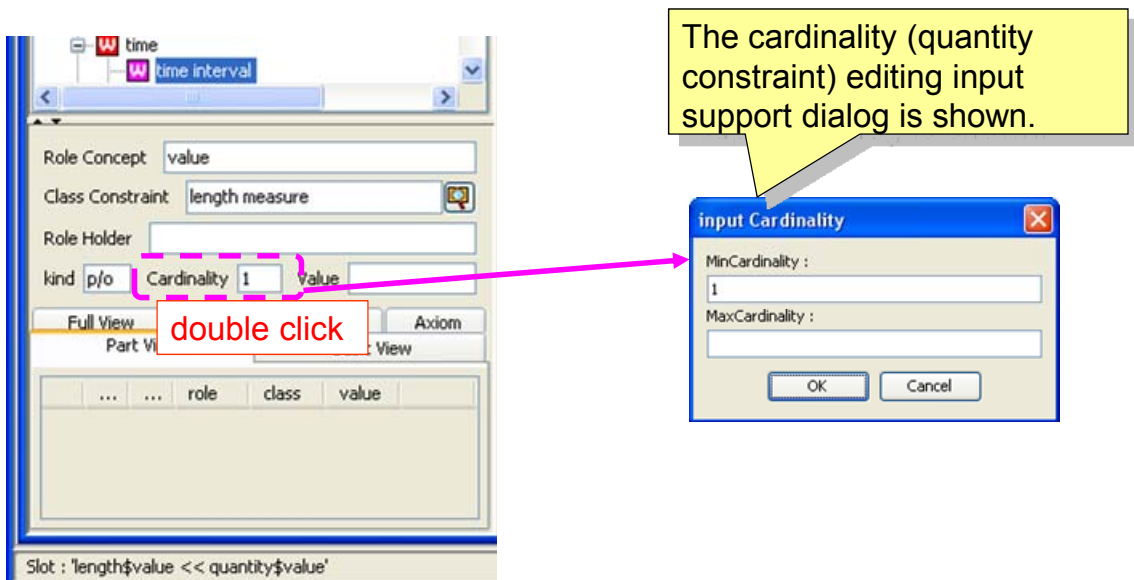 time
time interval
Role Concept value
Class Constraint length measure
Role Holder
kind p/o Cardinality 1 Value
double click
Full View Axiom
Part Vi View
... ... role class value
Slot : 'length$value << quantity$value'
The cardinality (quantity
constraint) editing input
support dialog is shown.
input Cardinality
MinCardinality :
1
MaxCardinality :
OK Cancel